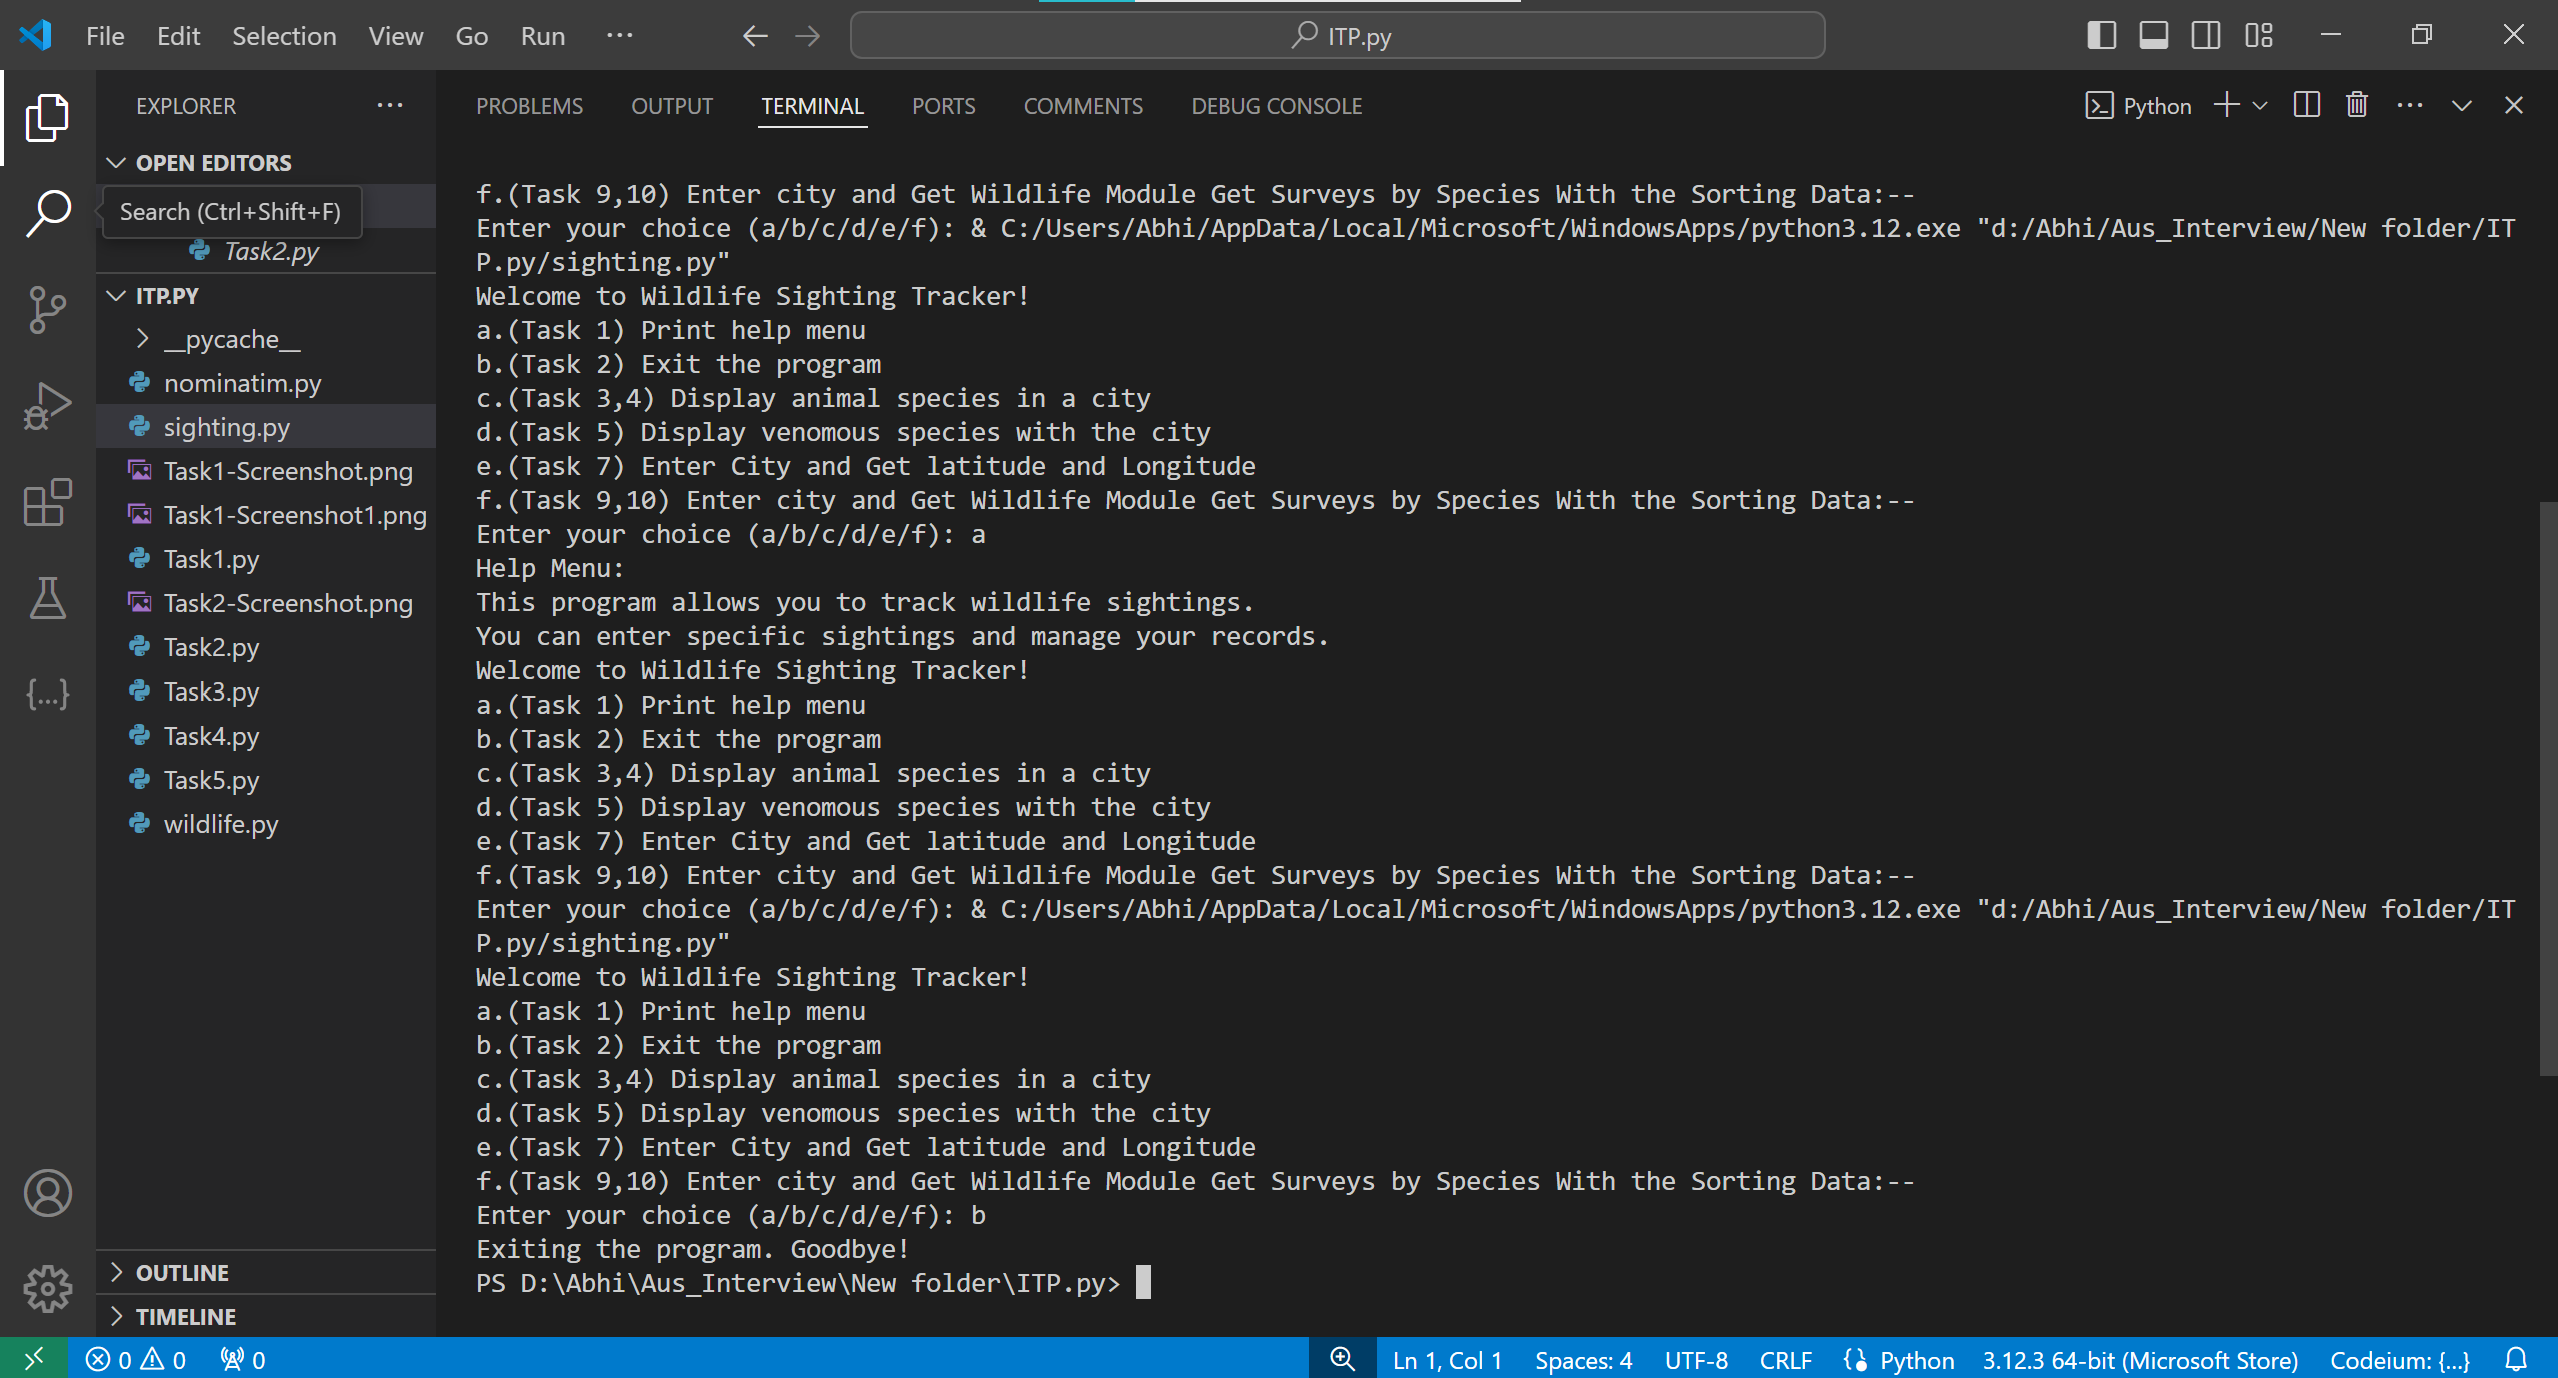 File Edit Selection View Go Run ··· ITP.py
EXPLORER ···
OPEN EDITORS
Search (Ctrl+Shift+F)
Task2.py
ITP.PY
__pycache__
nominatim.py
sighting.py
Task1-Screenshot.png
Task1-Screenshot1.png
Task1.py
Task2-Screenshot.png
Task2.py
Task3.py
Task4.py
Task5.py
wildlife.py
OUTLINE
TIMELINE
PROBLEMS OUTPUT TERMINAL PORTS COMMENTS DEBUG CONSOLE Python
f.(Task 9,10) Enter city and Get Wildlife Module Get Surveys by Species With the Sorting Data:--
Enter your choice (a/b/c/d/e/f): & C:/Users/Abhi/AppData/Local/Microsoft/WindowsApps/python3.12.exe "d:/Abhi/Aus_Interview/New folder/IT
P.py/sighting.py"
Welcome to Wildlife Sighting Tracker!
a.(Task 1) Print help menu
b.(Task 2) Exit the program
c.(Task 3,4) Display animal species in a city
d.(Task 5) Display venomous species with the city
e.(Task 7) Enter City and Get latitude and Longitude
f.(Task 9,10) Enter city and Get Wildlife Module Get Surveys by Species With the Sorting Data:--
Enter your choice (a/b/c/d/e/f): a
Help Menu:
This program allows you to track wildlife sightings.
You can enter specific sightings and manage your records.
Welcome to Wildlife Sighting Tracker!
a.(Task 1) Print help menu
b.(Task 2) Exit the program
c.(Task 3,4) Display animal species in a city
d.(Task 5) Display venomous species with the city
e.(Task 7) Enter City and Get latitude and Longitude
f.(Task 9,10) Enter city and Get Wildlife Module Get Surveys by Species With the Sorting Data:--
Enter your choice (a/b/c/d/e/f): & C:/Users/Abhi/AppData/Local/Microsoft/WindowsApps/python3.12.exe "d:/Abhi/Aus_Interview/New folder/IT
P.py/sighting.py"
Welcome to Wildlife Sighting Tracker!
a.(Task 1) Print help menu
b.(Task 2) Exit the program
c.(Task 3,4) Display animal species in a city
d.(Task 5) Display venomous species with the city
e.(Task 7) Enter City and Get latitude and Longitude
f.(Task 9,10) Enter city and Get Wildlife Module Get Surveys by Species With the Sorting Data:--
Enter your choice (a/b/c/d/e/f): b
Exiting the program. Goodbye!
PS D:\Abhi\Aus_Interview\New folder\ITP.py>
0 0 0 Ln 1, Col 1 Spaces: 4 UTF-8 CRLF Python 3.12.3 64-bit (Microsoft Store) Codeium: {...}